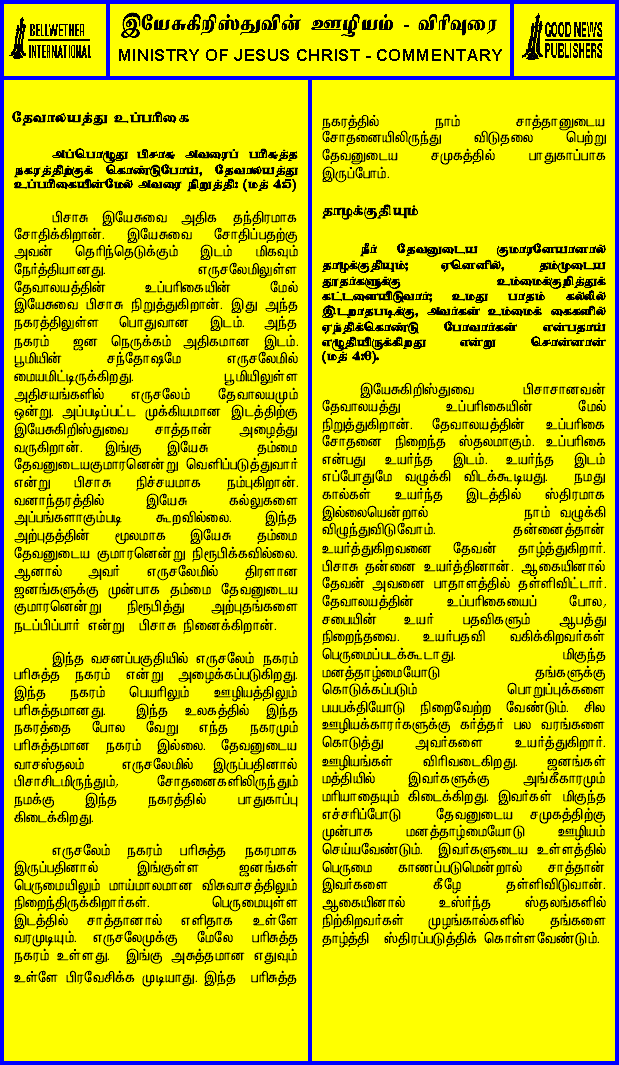 BELLWETHER
INTERNATIONAL
இயேசுகிறிஸ்துவின் ஊழியம் - விரிவுரை
MINISTRY OF JESUS CHRIST - COMMENTARY
GOOD NEWS
PUBLISHERS
தேவாலயத்து உப்பரிகை
அப்பொழுது பிசாசு அவரைப் பரிசுத்த
நகரத்திற்குக் கொண்டுபோய், தேவாலயத்து
உப்பரிகையின்மேல் அவரை நிறுத்தி: (மத் 4:5)
பிசாசு இயேசுவை அதிக தந்திரமாக
சோதிக்கிறான். இயேசுவை சோதிப்பதற்கு
அவன் தெரிந்தெடுக்கும் இடம் மிகவும்
நேர்த்தியானது. எருசலேமிலுள்ள
தேவாலயத்தின் உப்பரிகையின் மேல்
இயேசுவை பிசாசு நிறுத்துகிறான். இது அந்த
நகரத்திலுள்ள பொதுவான இடம். அந்த
நகரம் ஜன நெருக்கம் அதிகமான இடம்.
பூமியின் சந்தோஷமே எருசலேமில்
மையமிட்டிருக்கிறது. பூமியிலுள்ள
அதிசயங்களில் எருசலேம் தேவாலயமும்
ஒன்று. அப்படிப்பட்ட முக்கியமான இடத்திற்கு
இயேசுகிறிஸ்துவை சாத்தான் அழைத்து
வருகிறான். இங்கு இயேசு தம்மை
தேவனுடையகுமாரனென்று வெளிப்படுத்துவார்
என்று பிசாசு நிச்சயமாக நம்புகிறான்.
வனாந்தரத்தில் இயேசு கல்லுகளை
அப்பங்களாகும்படி கூறவில்லை. இந்த
அற்புதத்தின் மூலமாக இயேசு தம்மை
தேவனுடைய குமாரனென்று நிரூபிக்கவில்லை.
ஆனால் அவர் எருசலேமில் திரளான
ஜனங்களுக்கு முன்பாக தம்மை தேவனுடைய
குமாரனென்று நிரூபித்து அற்புதங்களை
நடப்பிப்பார் என்று பிசாசு நினைக்கிறான்.
இந்த வசனப்பகுதியில் எருசலேம் நகரம்
பரிசுத்த நகரம் என்று அழைக்கப்படுகிறது.
இந்த நகரம் பெயரிலும் ஊழியத்திலும்
பரிசுத்தமானது. இந்த உலகத்தில் இந்த
நகரத்தை போல வேறு எந்த நகரமும்
பரிசுத்தமான நகரம் இல்லை. தேவனுடைய
வாசஸ்தலம் எருசலேமில் இருப்பதினால்
பிசாசிடமிருந்தும், சோதனைகளிலிருந்தும்
நமக்கு இந்த நகரத்தில் பாதுகாப்பு
கிடைக்கிறது.
எருசலேம் நகரம் பரிசுத்த நகரமாக
இருப்பதினால் இங்குள்ள ஜனங்கள்
பெருமையிலும் மாய்மாலமான விசுவாசத்திலும்
நிறைந்திருக்கிறார்கள். பெருமையுள்ள
இடத்தில் சாத்தானால் எளிதாக உள்ளே
வரமுடியும். எருசலேமுக்கு மேலே பரிசுத்த
நகரம் உள்ளது. இங்கு அசுத்தமான எதுவும்
உள்ளே பிரவேசிக்க முடியாது. இந்த பரிசுத்த
நகரத்தில் நாம் சாத்தானுடைய
சோதனையிலிருந்து விடுதலை பெற்று
தேவனுடைய சமுகத்தில் பாதுகாப்பாக
இருப்போம்.
தாழக்குதியும்
நீர் தேவனுடைய குமாரனேயானால்
தாழக்குதியும்; ஏனெனில், தம்முடைய
தூதர்களுக்கு உம்மைக்குறித்துக்
கட்டளையிடுவார்; உமது பாதம் கல்லில்
இடறாதபடிக்கு, அவர்கள் உம்மைக் கைகளில்
ஏந்திக்கொண்டு போவார்கள் என்பதாய்
எழுதியிருக்கிறது என்று சொன்னான்
(மத் 4:6).
இயேசுகிறிஸ்துவை பிசாசானவன்
தேவாலயத்து உப்பரிகையின் மேல்
நிறுத்துகிறான். தேவாலயத்தின் உப்பரிகை
சோதனை நிறைந்த ஸ்தலமாகும். உப்பரிகை
என்பது உயர்ந்த இடம். உயர்ந்த இடம்
எப்போதுமே வழுக்கி விடக்கூடியது. நமது
கால்கள் உயர்ந்த இடத்தில் ஸ்திரமாக
இல்லையென்றால் நாம் வழுக்கி
விழுந்துவிடுவோம். தன்னைத்தான்
உயர்த்துகிறவனை தேவன் தாழ்த்துகிறார்.
பிசாசு தன்னை உயர்த்தினான். ஆகையினால்
தேவன் அவனை பாதாளத்தில் தள்ளிவிட்டார்.
தேவாலயத்தின் உப்பரிகையைப் போல,
சபையின் உயர் பதவிகளும் ஆபத்து
நிறைந்தவை. உயர்பதவி வகிக்கிறவர்கள்
பெருமைப்படக்கூடாது. மிகுந்த
மனத்தாழ்மையோடு தங்களுக்கு
கொடுக்கப்படும் பொறுப்புக்களை
பயபக்தியோடு நிறைவேற்ற வேண்டும். சில
ஊழியக்காரர்களுக்கு கர்த்தர் பல வரங்களை
கொடுத்து அவர்களை உயர்த்துகிறார்.
ஊழியங்கள் விரிவடைகிறது. ஜனங்கள்
மத்தியில் இவர்களுக்கு அங்கீகாரமும்
மரியாதையும் கிடைக்கிறது. இவர்கள் மிகுந்த
எச்சரிப்போடு தேவனுடைய சமுகத்திற்கு
முன்பாக மனத்தாழ்மையோடு ஊழியம்
செய்யவேண்டும். இவர்களுடைய உள்ளத்தில்
பெருமை காணப்படுமென்றால் சாத்தான்
இவர்களை கீழே தள்ளிவிடுவான்.
ஆகையினால் உஸ்ர்ந்த ஸ்தலங்களில்
நிற்கிறவர்கள் முழங்கால்களில் தங்களை
தாழ்த்தி ஸ்திரப்படுத்திக் கொள்ளவேண்டும்.